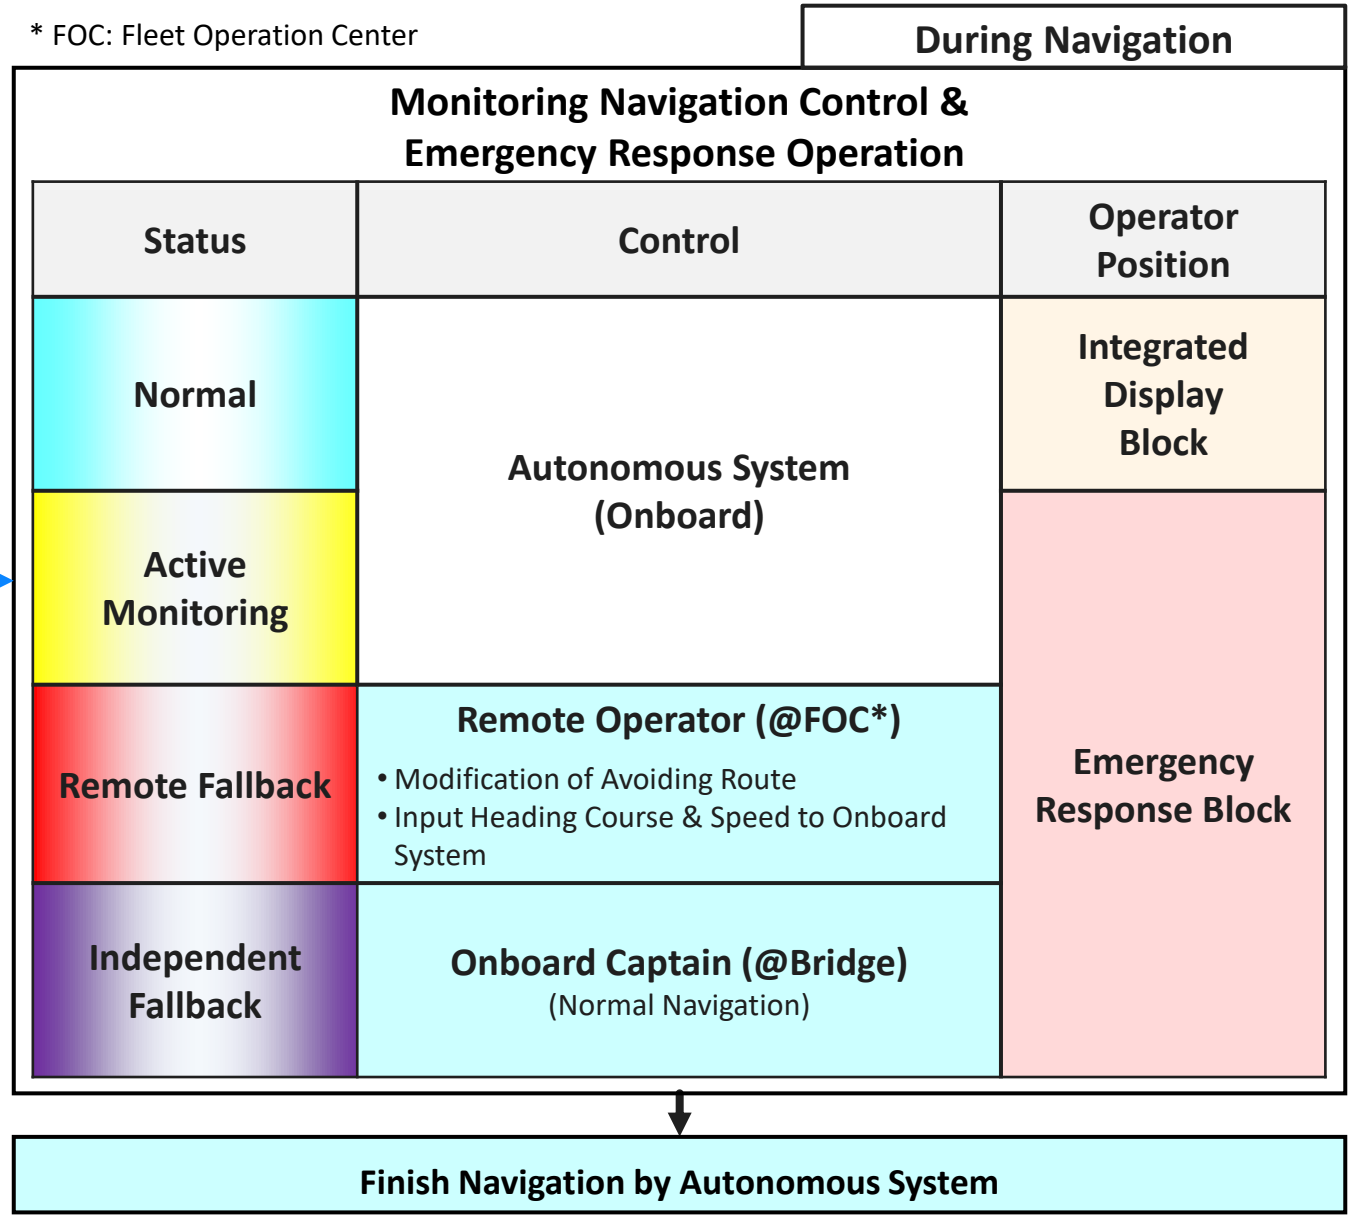 * FOC: Fleet Operation Center
During Navigation
Monitoring Navigation Control &
Emergency Response Operation
Status
Control
Operator
Position
Normal
Autonomous System
(Onboard)
Integrated
Display
Block
Active
Monitoring
Remote Fallback
Remote Operator (@FOC*)
• Modification of Avoiding Route
• Input Heading Course & Speed to Onboard
System
Emergency
Response Block
Independent
Fallback
Onboard Captain (@Bridge)
(Normal Navigation)
Finish Navigation by Autonomous System